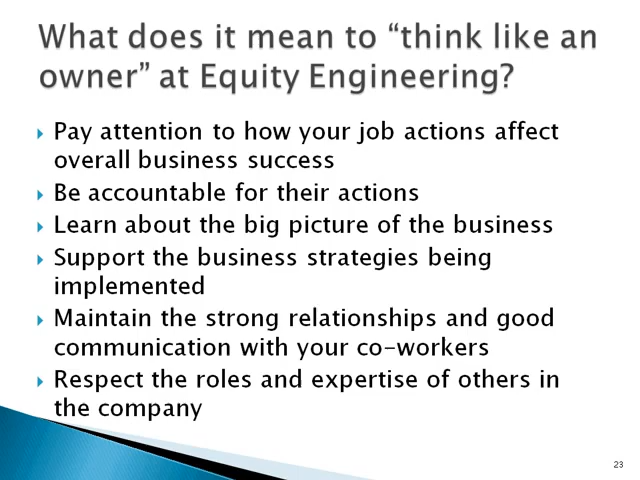 What does it mean to “think like an
owner” at Equity Engineering?
Pay attention to how your job actions affect
overall business success
Be accountable for their actions
Learn about the big picture of the business
Support the business strategies being
implemented
Maintain the strong relationships and good
communication with your co-workers
Respect the roles and expertise of others in
the company
23